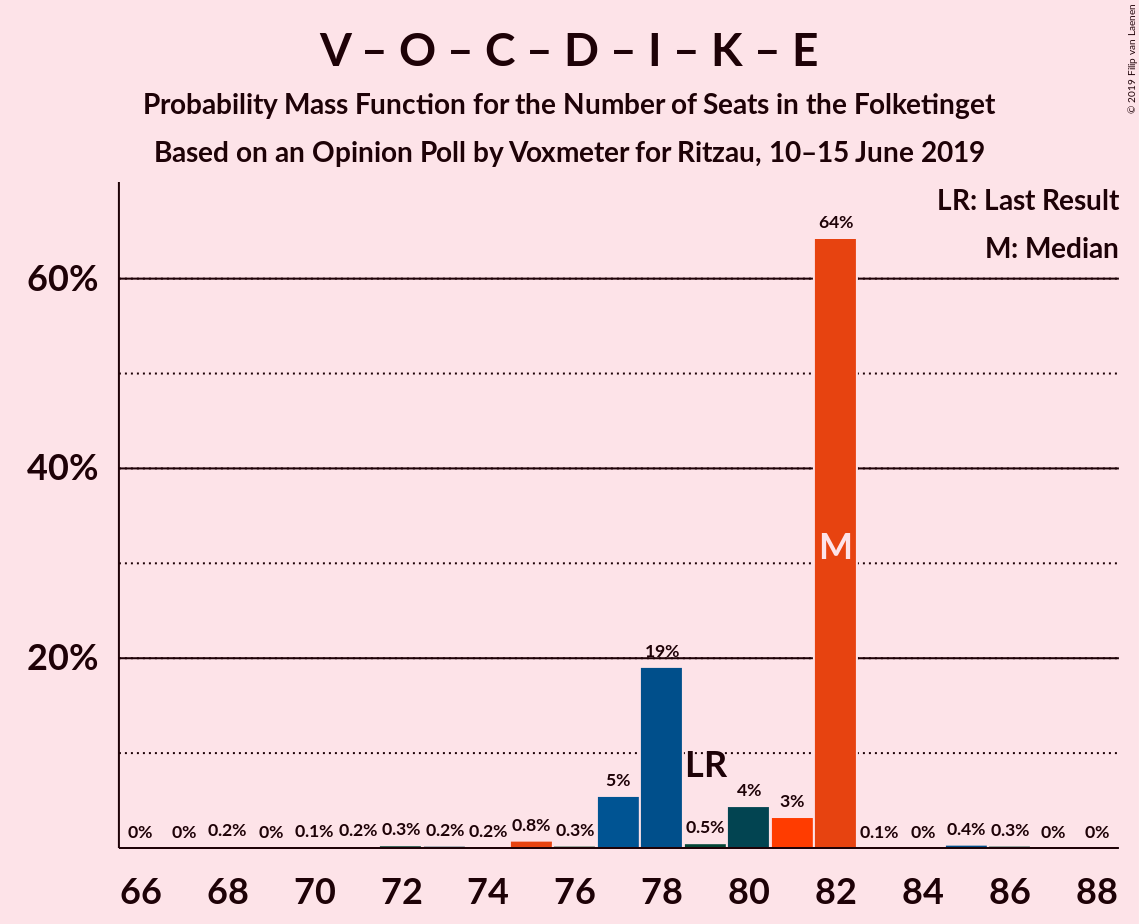 V – O – C – D – I – K – E
Probability Mass Function for the Number of Seats in the Folketinget
Based on an Opinion Poll by Voxmeter for Ritzau, 10–15 June 2019
© 2019 Filip van Laenen
LR: Last Result
M: Median
60%
40%
20%
0% 0% 0.2% 0% 0.1% 0.2% 0.3% 0.2% 0.2% 0.8% 0.3% 5% 19% 0.5% 4% 3% 64% 0.1% 0% 0.4% 0.3% 0% 0%
LR
M
66 68 70 72 74 76 78 80 82 84 86 88